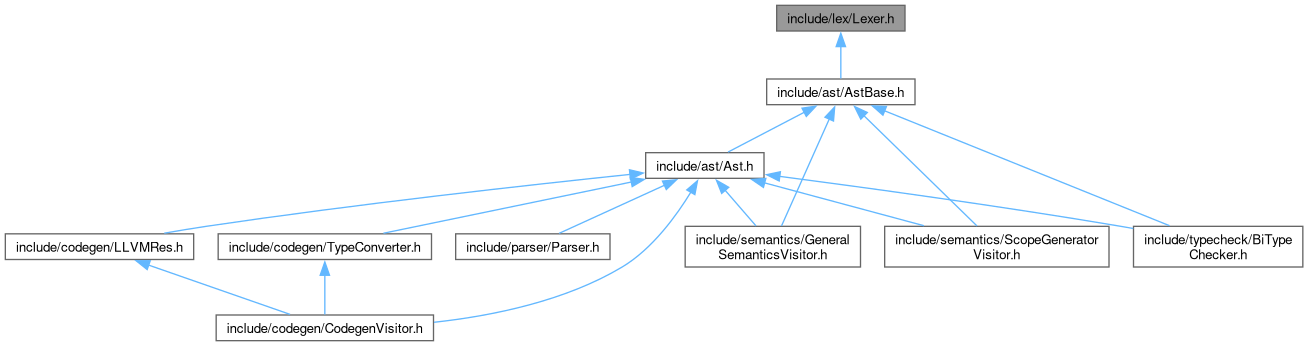 include/lex/Lexer.h
include/ast/AstBase.h
include/ast/Ast.h
include/codegen/LLVMRes.h
include/codegen/TypeConverter.h
include/parser/Parser.h
include/semantics/General
SemanticsVisitor.h
include/semantics/ScopeGenerator
Visitor.h
include/typecheck/BiType
Checker.h
include/codegen/CodegenVisitor.h